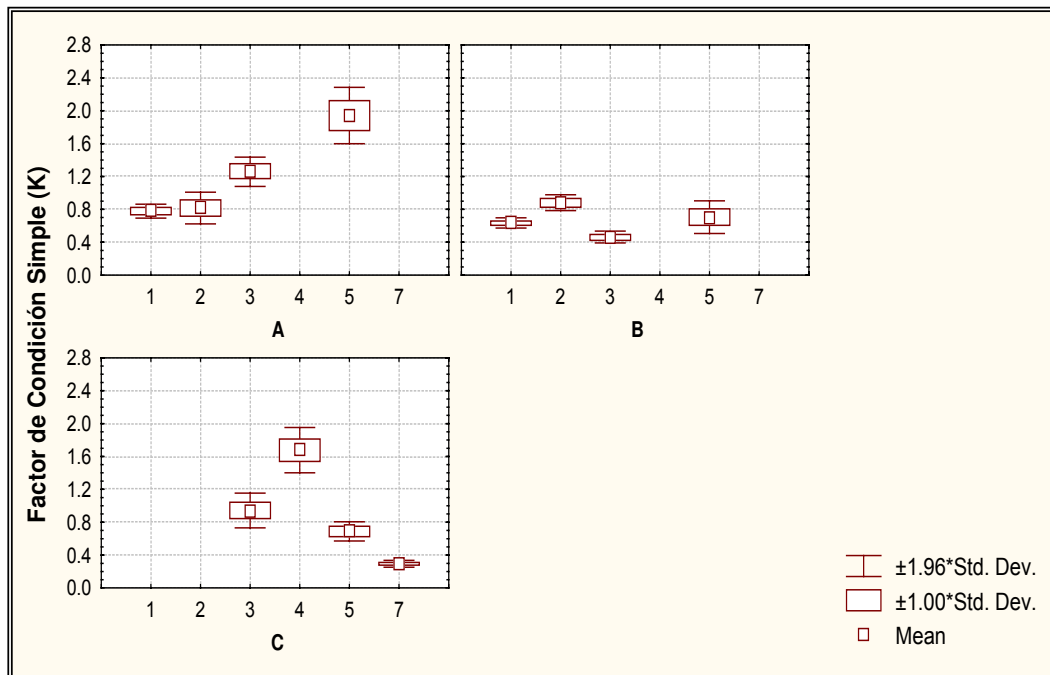 Factor de Condición Simple (K)
2.8
2.4
2.0
1.6
1.2
0.8
0.4
0.0
1 2 3 4 5 7
A
1 2 3 4 5 7
B
2.8
2.4
2.0
1.6
1.2
0.8
0.4
0.0
1 2 3 4 5 7
C
±1.96*Std. Dev.
±1.00*Std. Dev.
Mean